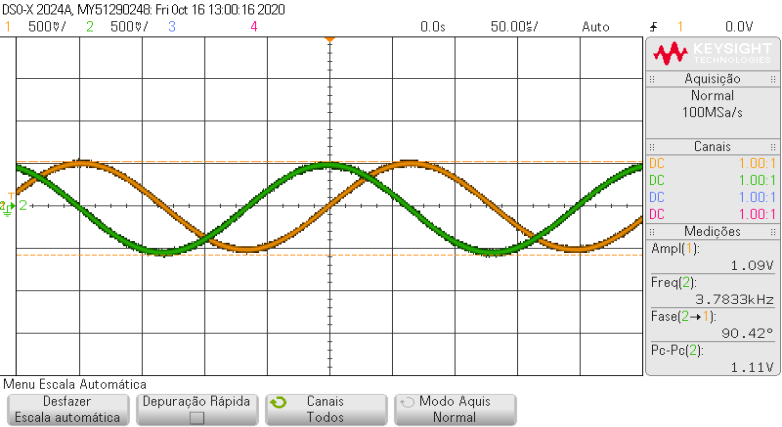 DSO-X 2024A, MY51290248: Fri Oct 16 13:00:16 2020
1 500♥/ 2 500♥/ 3 4 0.0s 50.00㎲/ Auto 1 0.0V
KEYSIGHT
TECHNOLOGIES
Aquisição
Normal
100MSa/s
Canais
DC 1.00:1
DC 1.00:1
DC 1.00:1
DC 1.00:1
Medições
Ampl(1):
1.09V
Freq(2):
3.7833kHz
Fase(2→1):
90.42°
Pc-Pc(2):
1.11V
T
2
2
Menu Escala Automática
Desfazer
Escala automática
Depuração Rápida
Canais
Todos
Modo Aquis
Normal